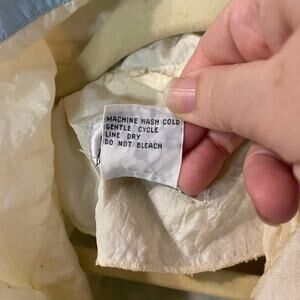 MACHINE WASH COLD
GENTLE CYCLE
LINE DRY
DO NOT BLEACH